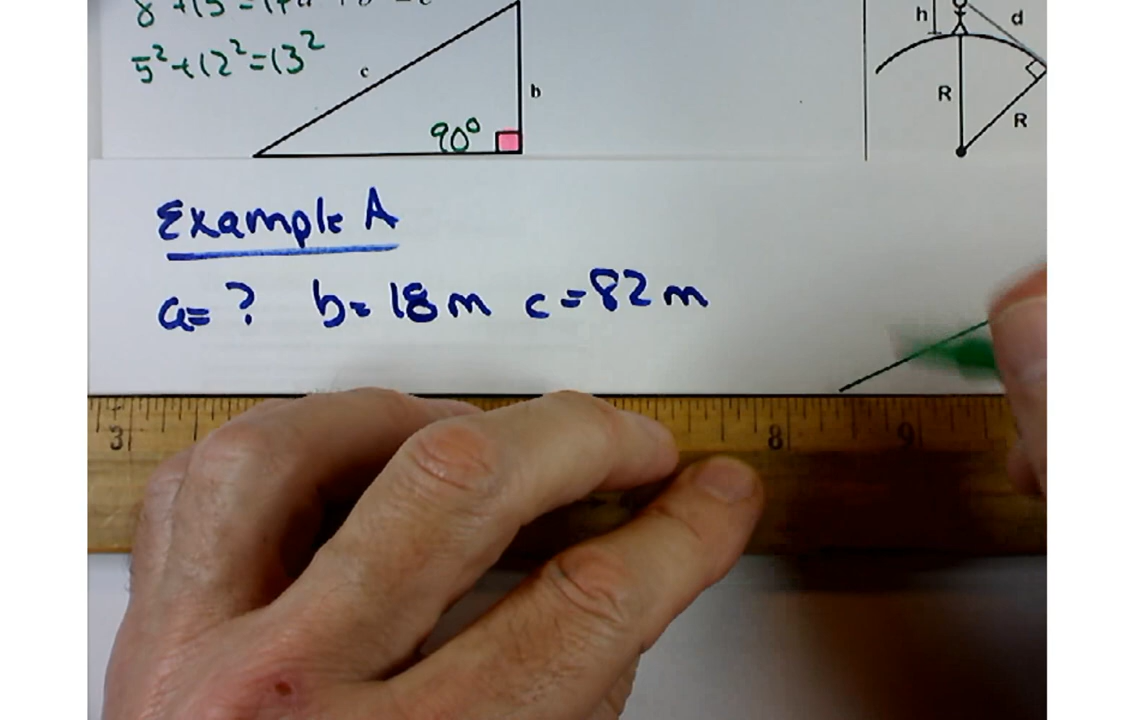 5²+12²=13²
c
b
90°
h
d
R
R
Example A
a= ? b= 18 m c = 82 m
3
8
9